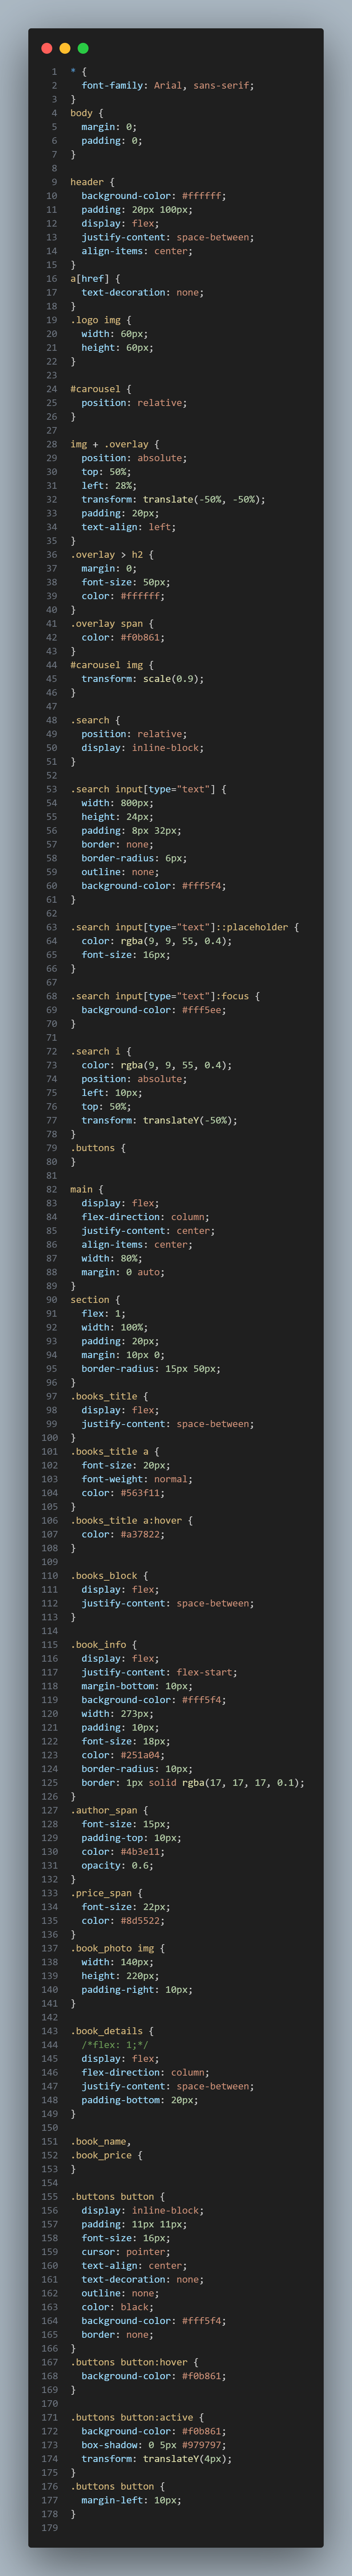 1 * {
2 font-family: Arial, sans-serif;
3 }
4 body {
5 margin: 0;
6 padding: 0;
7 }
8
9 header {
10 background-color: #ffffff;
11 padding: 20px 100px;
12 display: flex;
13 justify-content: space-between;
14 align-items: center;
15 }
16 a[href] {
17 text-decoration: none;
18 }
19 .logo img {
20 width: 60px;
21 height: 60px;
22 }
23
24 #carousel {
25 position: relative;
26 }
27
28 img + .overlay {
29 position: absolute;
30 top: 50%;
31 left: 28%;
32 transform: translate(-50%, -50%);
33 padding: 20px;
34 text-align: left;
35 }
36 .overlay > h2 {
37 margin: 0;
38 font-size: 50px;
39 color: #ffffff;
40 }
41 .overlay span {
42 color: #f0b861;
43 }
44 #carousel img {
45 transform: scale(0.9);
46 }
47
48 .search {
49 position: relative;
50 display: inline-block;
51 }
52
53 .search input[type="text"] {
54 width: 800px;
55 height: 24px;
56 padding: 8px 32px;
57 border: none;
58 border-radius: 6px;
59 outline: none;
60 background-color: #fff5f4;
61 }
62
63 .search input[type="text"]::placeholder {
64 color: rgba(9, 9, 55, 0.4);
65 font-size: 16px;
66 }
67
68 .search input[type="text"]:focus {
69 background-color: #fff5ee;
70 }
71
72 .search i {
73 color: rgba(9, 9, 55, 0.4);
74 position: absolute;
75 left: 10px;
76 top: 50%;
77 transform: translateY(-50%);
78 }
79 .buttons {
80 }
81
82 main {
83 display: flex;
84 flex-direction: column;
85 justify-content: center;
86 align-items: center;
87 width: 80%;
88 margin: 0 auto;
89 }
90 section {
91 flex: 1;
92 width: 100%;
93 padding: 20px;
94 margin: 10px 0;
95 border-radius: 15px 50px;
96 }
97 .books_title {
98 display: flex;
99 justify-content: space-between;
100 }
101 .books_title a {
102 font-size: 20px;
103 font-weight: normal;
104 color: #563f11;
105 }
106 .books_title a:hover {
107 color: #a37822;
108 }
109
110 .books_block {
111 display: flex;
112 justify-content: space-between;
113 }
114
115 .book_info {
116 display: flex;
117 justify-content: flex-start;
118 margin-bottom: 10px;
119 background-color: #fff5f4;
120 width: 273px;
121 padding: 10px;
122 font-size: 18px;
123 color: #251a04;
124 border-radius: 10px;
125 border: 1px solid rgba(17, 17, 17, 0.1);
126 }
127 .author_span {
128 font-size: 15px;
129 padding-top: 10px;
130 color: #4b3e11;
131 opacity: 0.6;
132 }
133 .price_span {
134 font-size: 22px;
135 color: #8d5522;
136 }
137 .book_photo img {
138 width: 140px;
139 height: 220px;
140 padding-right: 10px;
141 }
142
143 .book_details {
144 /*flex: 1;*/
145 display: flex;
146 flex-direction: column;
147 justify-content: space-between;
148 padding-bottom: 20px;
149 }
150
151 .book_name,
152 .book_price {
153 }
154
155 .buttons button {
156 display: inline-block;
157 padding: 11px 11px;
158 font-size: 16px;
159 cursor: pointer;
160 text-align: center;
161 text-decoration: none;
162 outline: none;
163 color: black;
164 background-color: #fff5f4;
165 border: none;
166 }
167 .buttons button:hover {
168 background-color: #f0b861;
169 }
170
171 .buttons button:active {
172 background-color: #f0b861;
173 box-shadow: 0 5px #979797;
174 transform: translateY(4px);
175 }
176 .buttons button {
177 margin-left: 10px;
178 }
179